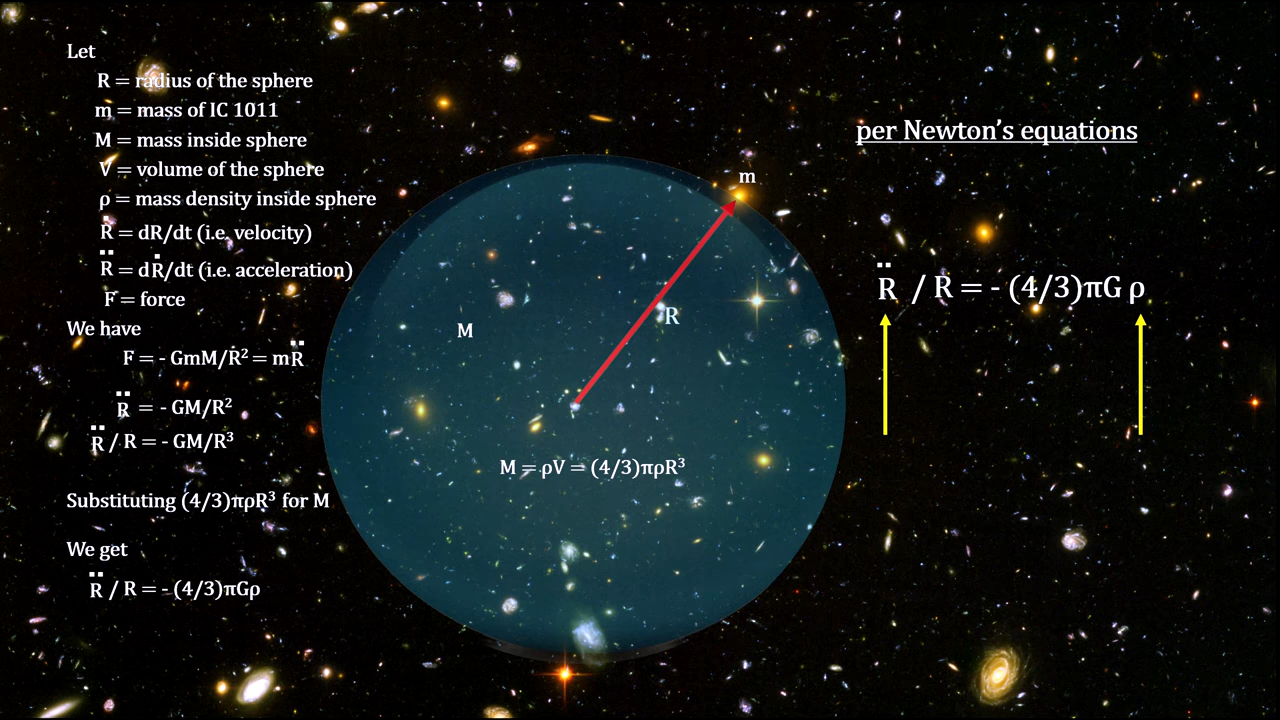 Let
R = radius of the sphere
m = mass of IC 1011
M = mass inside sphere
V = volume of the sphere
ρ = mass density inside sphere
Ṙ = dR/dt (i.e. velocity)
R̈ = dṘ/dt (i.e. acceleration)
F = force
We have
F = - GmM/R² = mR̈
R̈ = - GM/R²
R̈ / R = - GM/R³
Substituting (4/3)πρR³ for M
We get
R̈ / R = - (4/3)πGρ
m
R
M
M = ρV = (4/3)πρR³
per Newton’s equations
R̈ / R = - (4/3)πG ρ